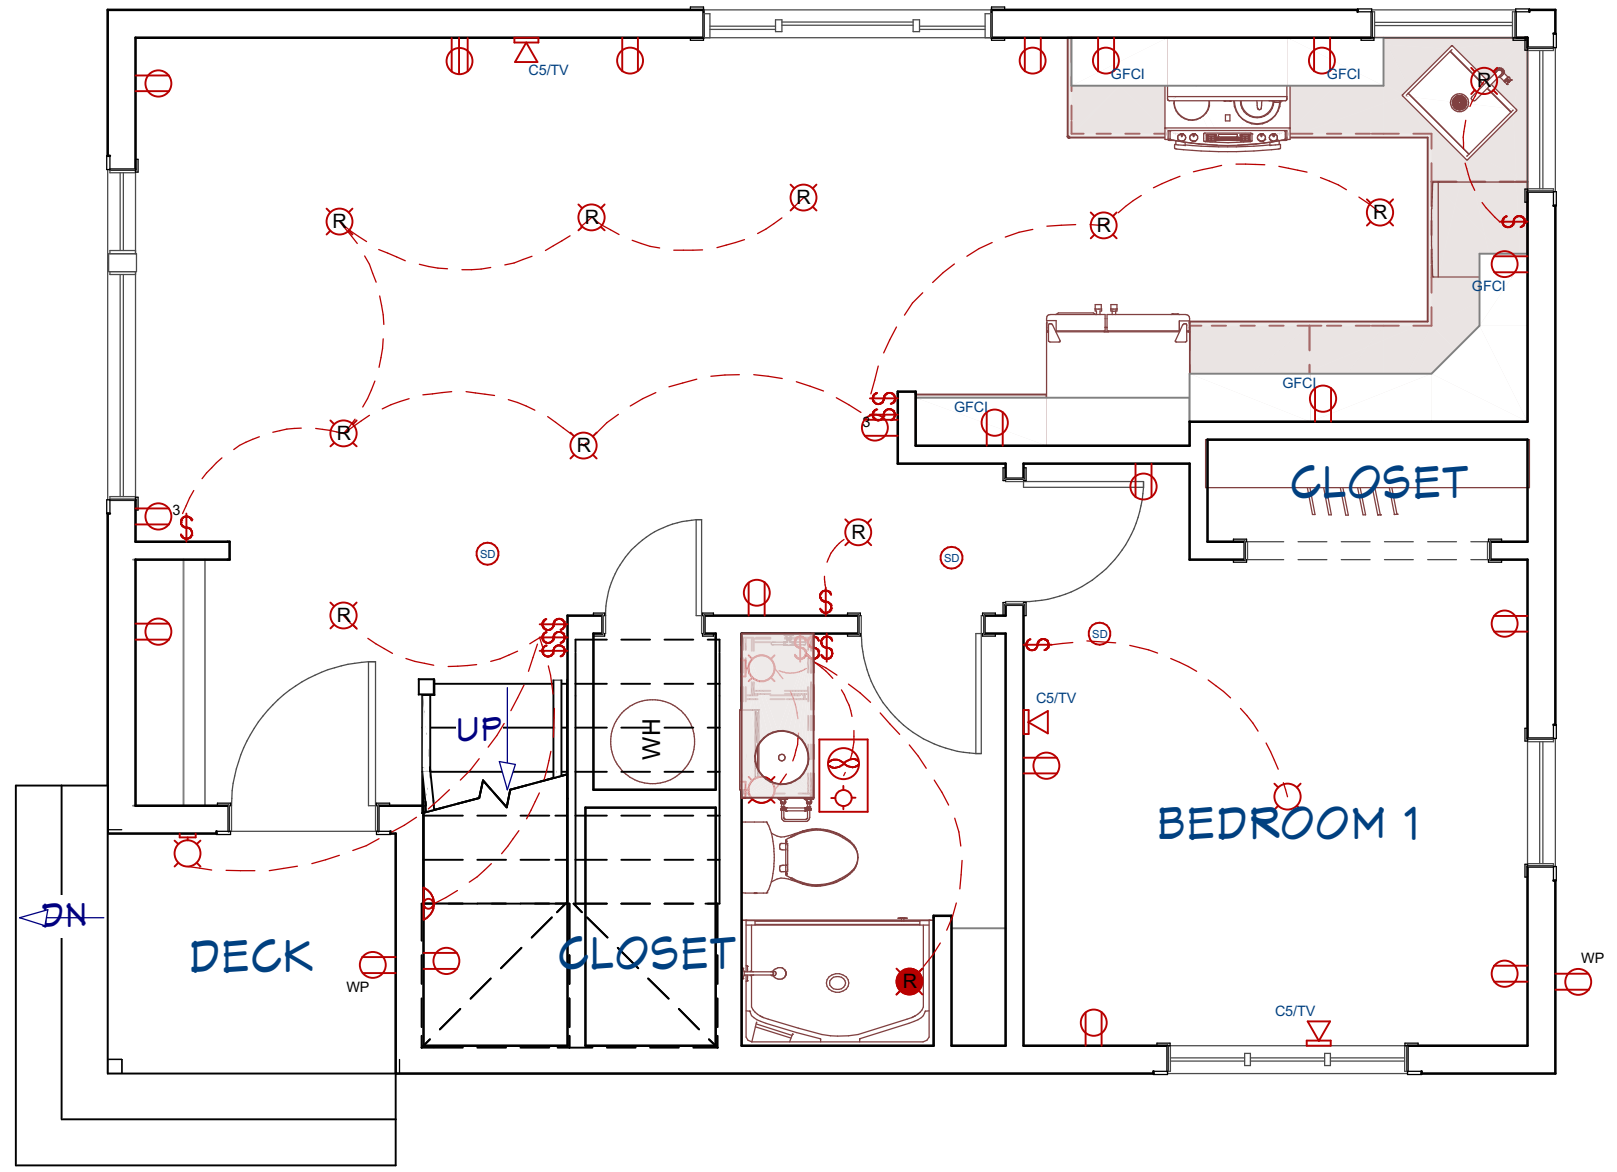 C5/TV
GFCI
GFCI
R
R
R
R
R
R
$
GFCI
GFCI
$
$
GFCI
3
R
R
CLOSET
3
$
R
SD
SD
$
R
$
$
$
$
$
$
SD
$
C5/TV
UP
WH
BEDROOM 1
DN
DECK
CLOSET
WP
R
WP
C5/TV